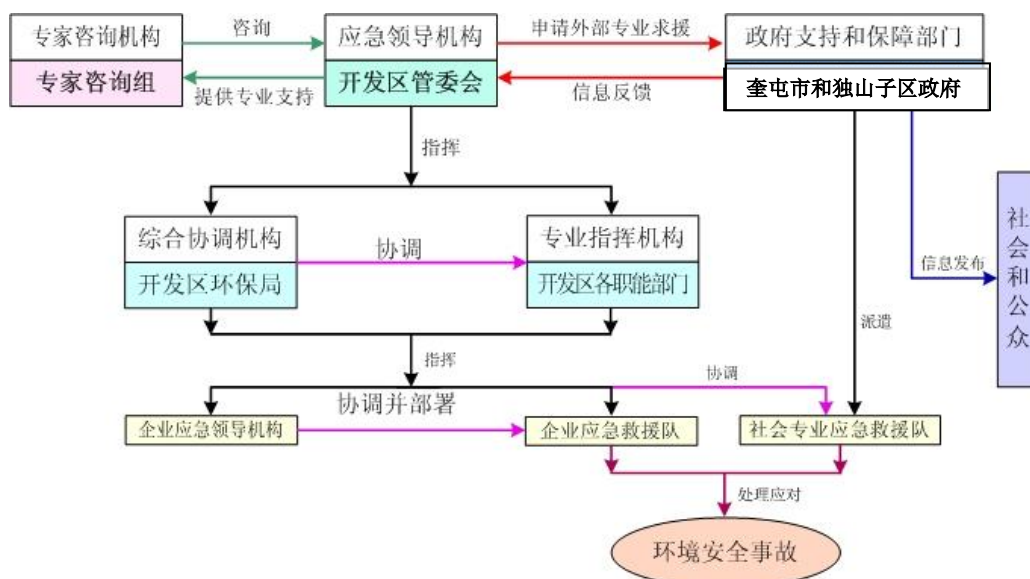 专家咨询机构
咨询
应急领导机构
申请外部专业求援
政府支持和保障部门
专家咨询组
提供专业支持
开发区管委会
信息反馈
奎屯市和独山子区政府
指挥
综合协调机构
协调
专业指挥机构
开发区环保局
开发区各职能部门
信息发布
社会和公众
派遣
指挥
协调
协调并部署
企业应急领导机构
企业应急救援队
社会专业应急救援队
处理应对
环境安全事故